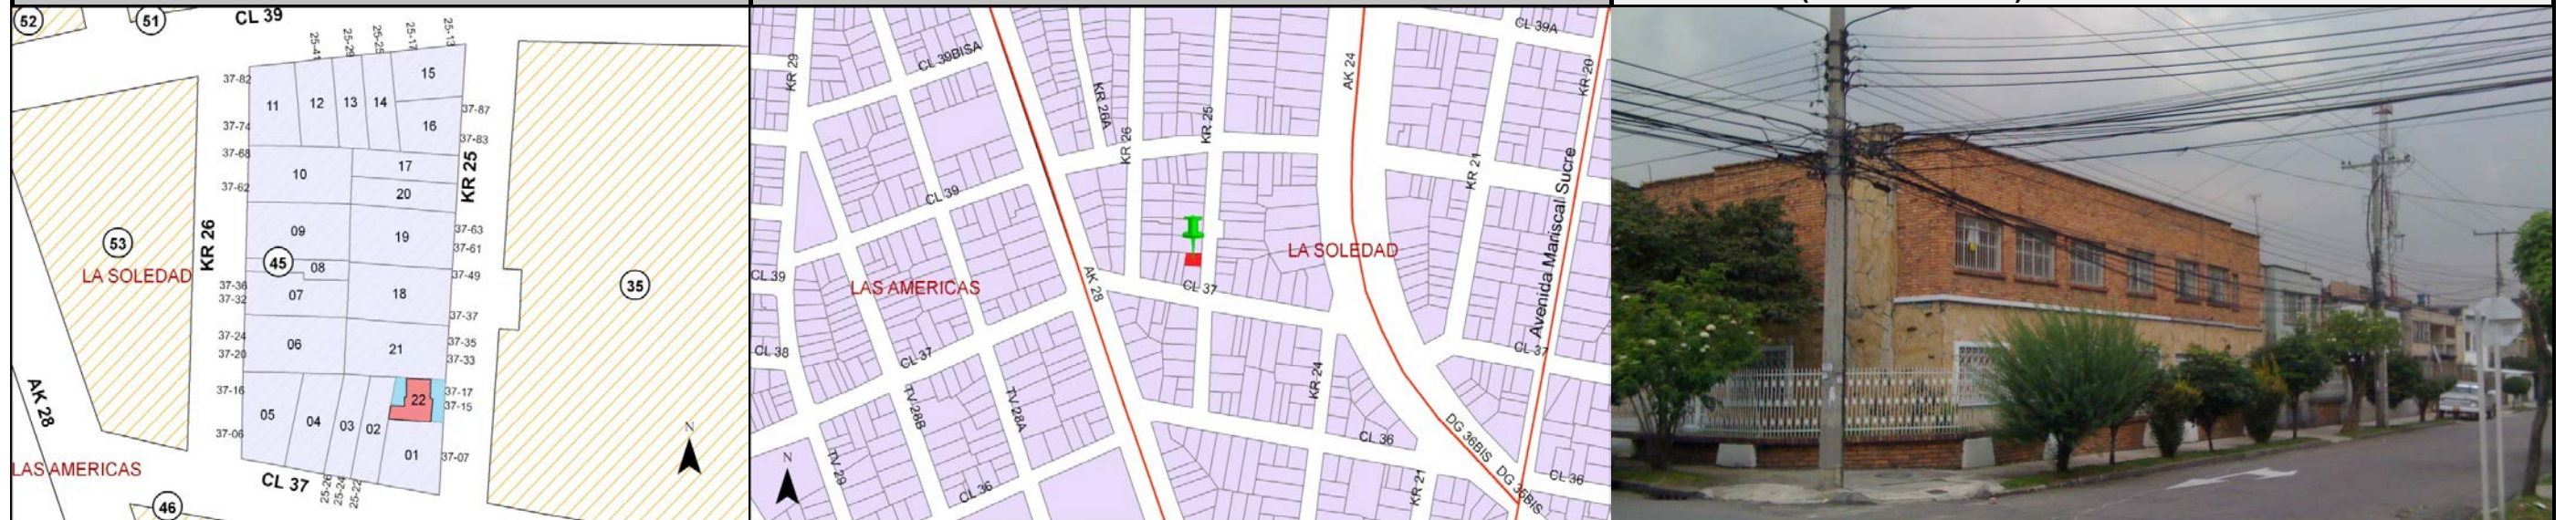 52
51
CL 39
25-41
25-29
25-25
25-17
25-13
37-82
15
11
12
13
14
37-87
37-74
16
37-83
37-68
17
KR 25
10
37-62
20
53
LA SOLEDAD
KR 26
09
19
37-63
37-61
45
08
37-49
35
37-36
37-32
07
18
37-37
37-24
37-20
06
21
37-35
37-33
AK 28
37-16
22
37-17
37-15
05
04
03
02
N
37-06
01
37-07
LAS AMERICAS
CL 37
25-26
25-24
25-22
46
CL 39A
CL 39BISA
KR 29
AK 24
KR 20
KR 26A
KR 26
KR 25
KR 21
CL 39
Avenida Mariscal Sucre
LA SOLEDAD
CL 39
LAS AMERICAS
AK 28
CL 37
CL 38
CL 37
CL 37
TV 28B
TV 28A
KR 24
DG 36BIS
CL 36
N
TV 29
CL 36
KR 21
DG 36BIS
CL 36